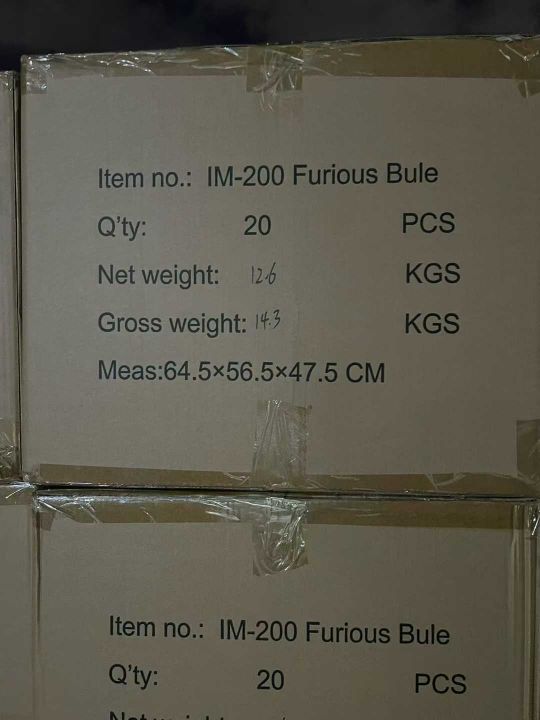 Item no.: IM-200 Furious Bule
Q'ty: 20 PCS
Net weight: 12.6 KGS
Gross weight: 14.3 KGS
Meas:64.5×56.5×47.5 CM
Item no.: IM-200 Furious Bule
Q'ty: 20 PCS